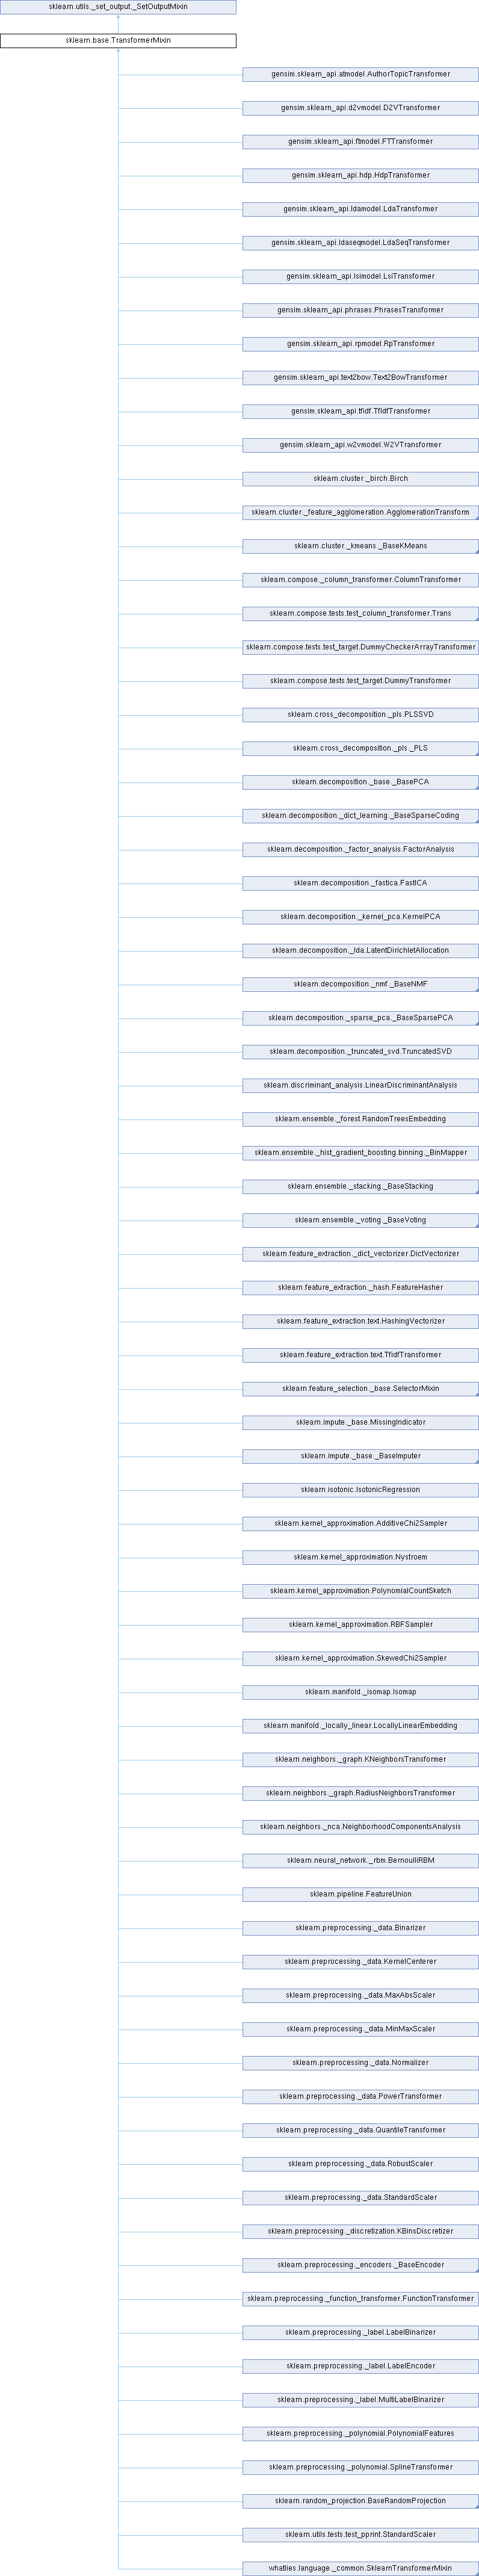 sklearn.utils._set_output._SetOutputMixin
sklearn.base.TransformerMixin
gensim.sklearn_api.atmodel.AuthorTopicTransformer
gensim.sklearn_api.d2vmodel.D2VTransformer
gensim.sklearn_api.ftmodel.FTTransformer
gensim.sklearn_api.hdp.HdpTransformer
gensim.sklearn_api.ldamodel.LdaTransformer
gensim.sklearn_api.ldaseqmodel.LdaSeqTransformer
gensim.sklearn_api.lsimodel.LsiTransformer
gensim.sklearn_api.phrases.PhrasesTransformer
gensim.sklearn_api.rpmodel.RpTransformer
gensim.sklearn_api.text2bow.Text2BowTransformer
gensim.sklearn_api.tfidf.TfIdfTransformer
gensim.sklearn_api.w2vmodel.W2VTransformer
sklearn.cluster._birch.Birch
sklearn.cluster._feature_agglomeration.AgglomerationTransform
sklearn.cluster._kmeans._BaseKMeans
sklearn.compose._column_transformer.ColumnTransformer
sklearn.compose.tests.test_column_transformer.Trans
sklearn.compose.tests.test_target.DummyCheckerArrayTransformer
sklearn.compose.tests.test_target.DummyTransformer
sklearn.cross_decomposition._pls.PLSSVD
sklearn.cross_decomposition._pls._PLS
sklearn.decomposition._base._BasePCA
sklearn.decomposition._dict_learning._BaseSparseCoding
sklearn.decomposition._factor_analysis.FactorAnalysis
sklearn.decomposition._fastica.FastICA
sklearn.decomposition._kernel_pca.KernelPCA
sklearn.decomposition._lda.LatentDirichletAllocation
sklearn.decomposition._nmf._BaseNMF
sklearn.decomposition._sparse_pca._BaseSparsePCA
sklearn.decomposition._truncated_svd.TruncatedSVD
sklearn.discriminant_analysis.LinearDiscriminantAnalysis
sklearn.ensemble._forest.RandomTreesEmbedding
sklearn.ensemble._hist_gradient_boosting.binning._BinMapper
sklearn.ensemble._stacking._BaseStacking
sklearn.ensemble._voting._BaseVoting
sklearn.feature_extraction._dict_vectorizer.DictVectorizer
sklearn.feature_extraction._hash.FeatureHasher
sklearn.feature_extraction.text.HashingVectorizer
sklearn.feature_extraction.text.TfidfTransformer
sklearn.feature_selection._base.SelectorMixin
sklearn.impute._base.MissingIndicator
sklearn.impute._base._BaseImputer
sklearn.isotonic.IsotonicRegression
sklearn.kernel_approximation.AdditiveChi2Sampler
sklearn.kernel_approximation.Nystroem
sklearn.kernel_approximation.PolynomialCountSketch
sklearn.kernel_approximation.RBFSampler
sklearn.kernel_approximation.SkewedChi2Sampler
sklearn.manifold._isomap.Isomap
sklearn.manifold._locally_linear.LocallyLinearEmbedding
sklearn.neighbors._graph.KNeighborsTransformer
sklearn.neighbors._graph.RadiusNeighborsTransformer
sklearn.neighbors._nca.NeighborhoodComponentsAnalysis
sklearn.neural_network._rbm.BernoulliRBM
sklearn.pipeline.FeatureUnion
sklearn.preprocessing._data.Binarizer
sklearn.preprocessing._data.KernelCenterer
sklearn.preprocessing._data.MaxAbsScaler
sklearn.preprocessing._data.MinMaxScaler
sklearn.preprocessing._data.Normalizer
sklearn.preprocessing._data.PowerTransformer
sklearn.preprocessing._data.QuantileTransformer
sklearn.preprocessing._data.RobustScaler
sklearn.preprocessing._data.StandardScaler
sklearn.preprocessing._discretization.KBinsDiscretizer
sklearn.preprocessing._encoders._BaseEncoder
sklearn.preprocessing._function_transformer.FunctionTransformer
sklearn.preprocessing._label.LabelBinarizer
sklearn.preprocessing._label.LabelEncoder
sklearn.preprocessing._label.MultiLabelBinarizer
sklearn.preprocessing._polynomial.PolynomialFeatures
sklearn.preprocessing._polynomial.SplineTransformer
sklearn.random_projection.BaseRandomProjection
sklearn.utils.tests.test_pprint.StandardScaler
whatlies.language._common.SklearnTransformerMixin